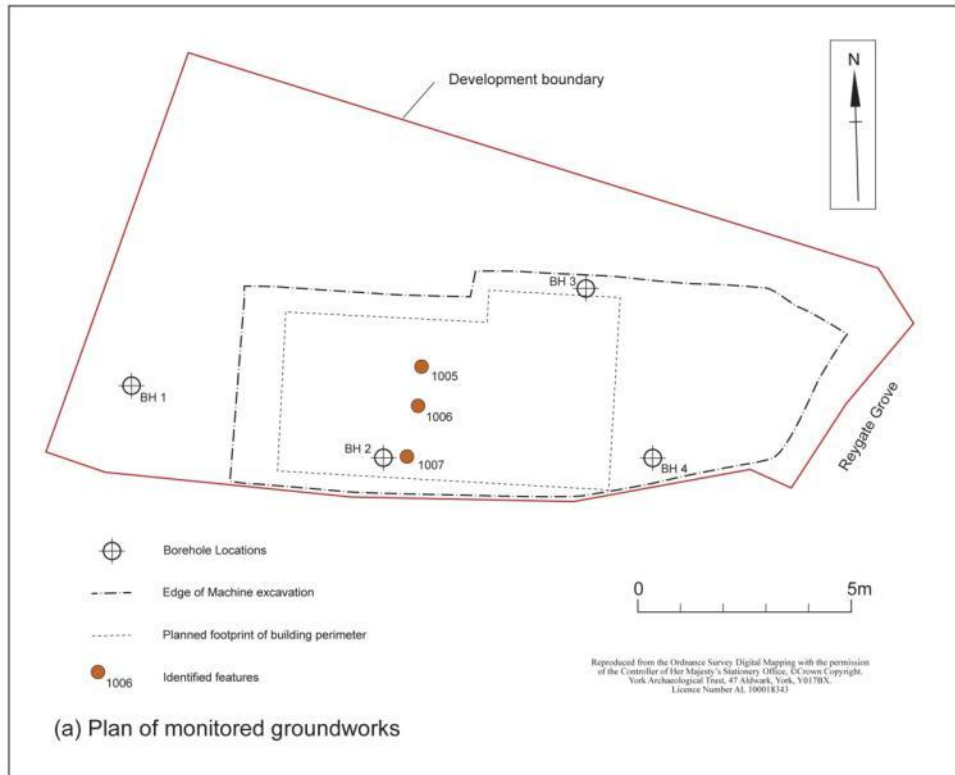 Development boundary
N
BH 3
1005
BH 1
1006
BH 2
1007
BH 4
Reygate Grove
Borehole Locations
Edge of Machine excavation
Planned footprint of building perimeter
1006
Identified features
0
5m
Reproduced from the Ordnance Survey Digital Mapping with the permission
of the Controller of Her Majesty's Stationery Office, ©Crown Copyright.
York Archaeological Trust, 47 Aldwark, York, YO17BX.
Licence Number AL 100018343
(a) Plan of monitored groundworks